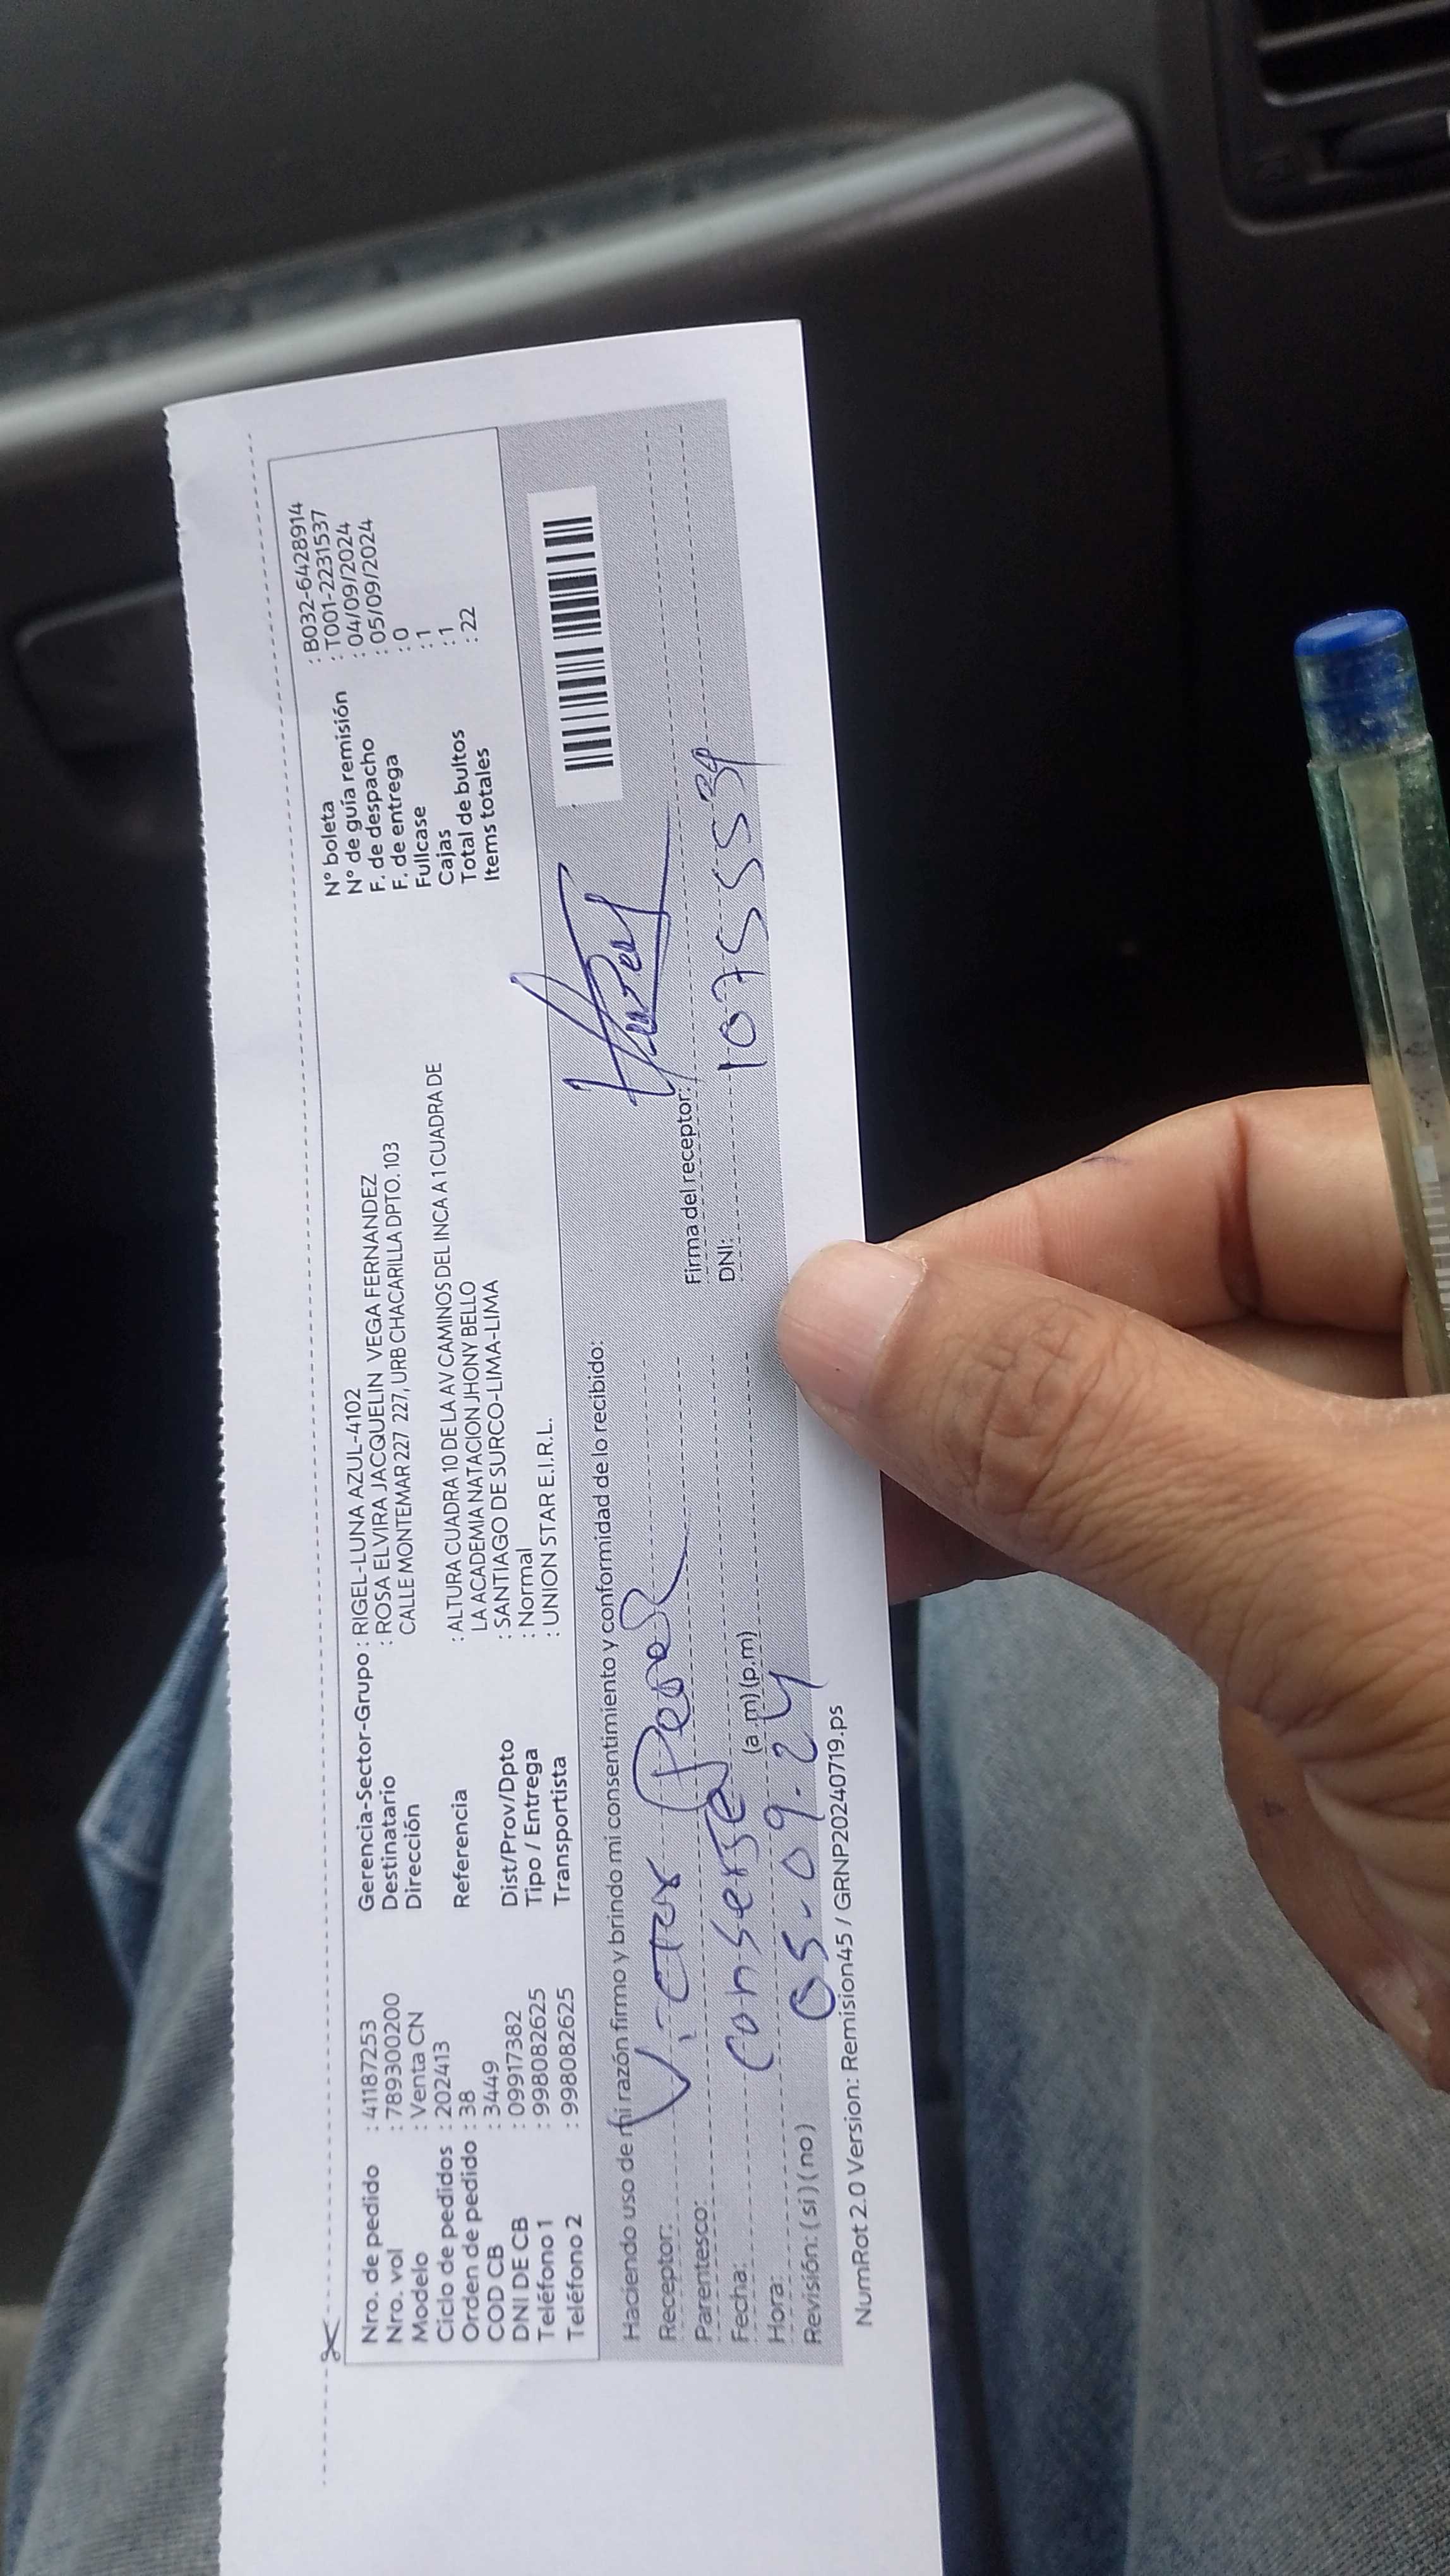 Nro. de pedido : 41187253
Nro. vol : 789300200
Modelo : Venta CN
Ciclo de pedidos : 202413
Orden de pedido : 38
COD CB : 3449
DNI DE CB : 09917382
Teléfono 1 : 998082625
Teléfono 2 : 998082625
Gerencia-Sector-Grupo : RIGEL-LUNA AZUL-4102
Destinatario : ROSA ELVIRA JACQUELIN VEGA FERNANDEZ
Dirección CALLE MONTEMAR 227 227, URB CHACARILLA DPTO. 103
Referencia : ALTURA CUADRA 10 DE LA AV CAMINOS DEL INCA A 1 CUADRA DE
LA ACADEMIA NATACION JHONY BELLO
Dist/Prov/Dpto : SANTIAGO DE SURCO-LIMA-LIMA
Tipo / Entrega : Normal
Transportista : UNION STAR E.I.R.L.
N° boleta : B032-6428914
N° de guía remisión : T001-2231537
F. de despacho : 04/09/2024
F. de entrega : 05/09/2024
Fullcase : 0
Cajas : 1
Total de bultos : 1
Items totales : 22
Haciendo uso de mi razón firmo y brindo mi consentimiento y conformidad de lo recibido:
Receptor: Victor
Parentesco: conserje
Fecha: 05-09-24
Hora: (a.m) (p.m)
Revisión: ( si ) ( no )
Firma del receptor:
DNI: 10755539
NumRot 2.0 Version: Remision45 / GRNP20240719.ps